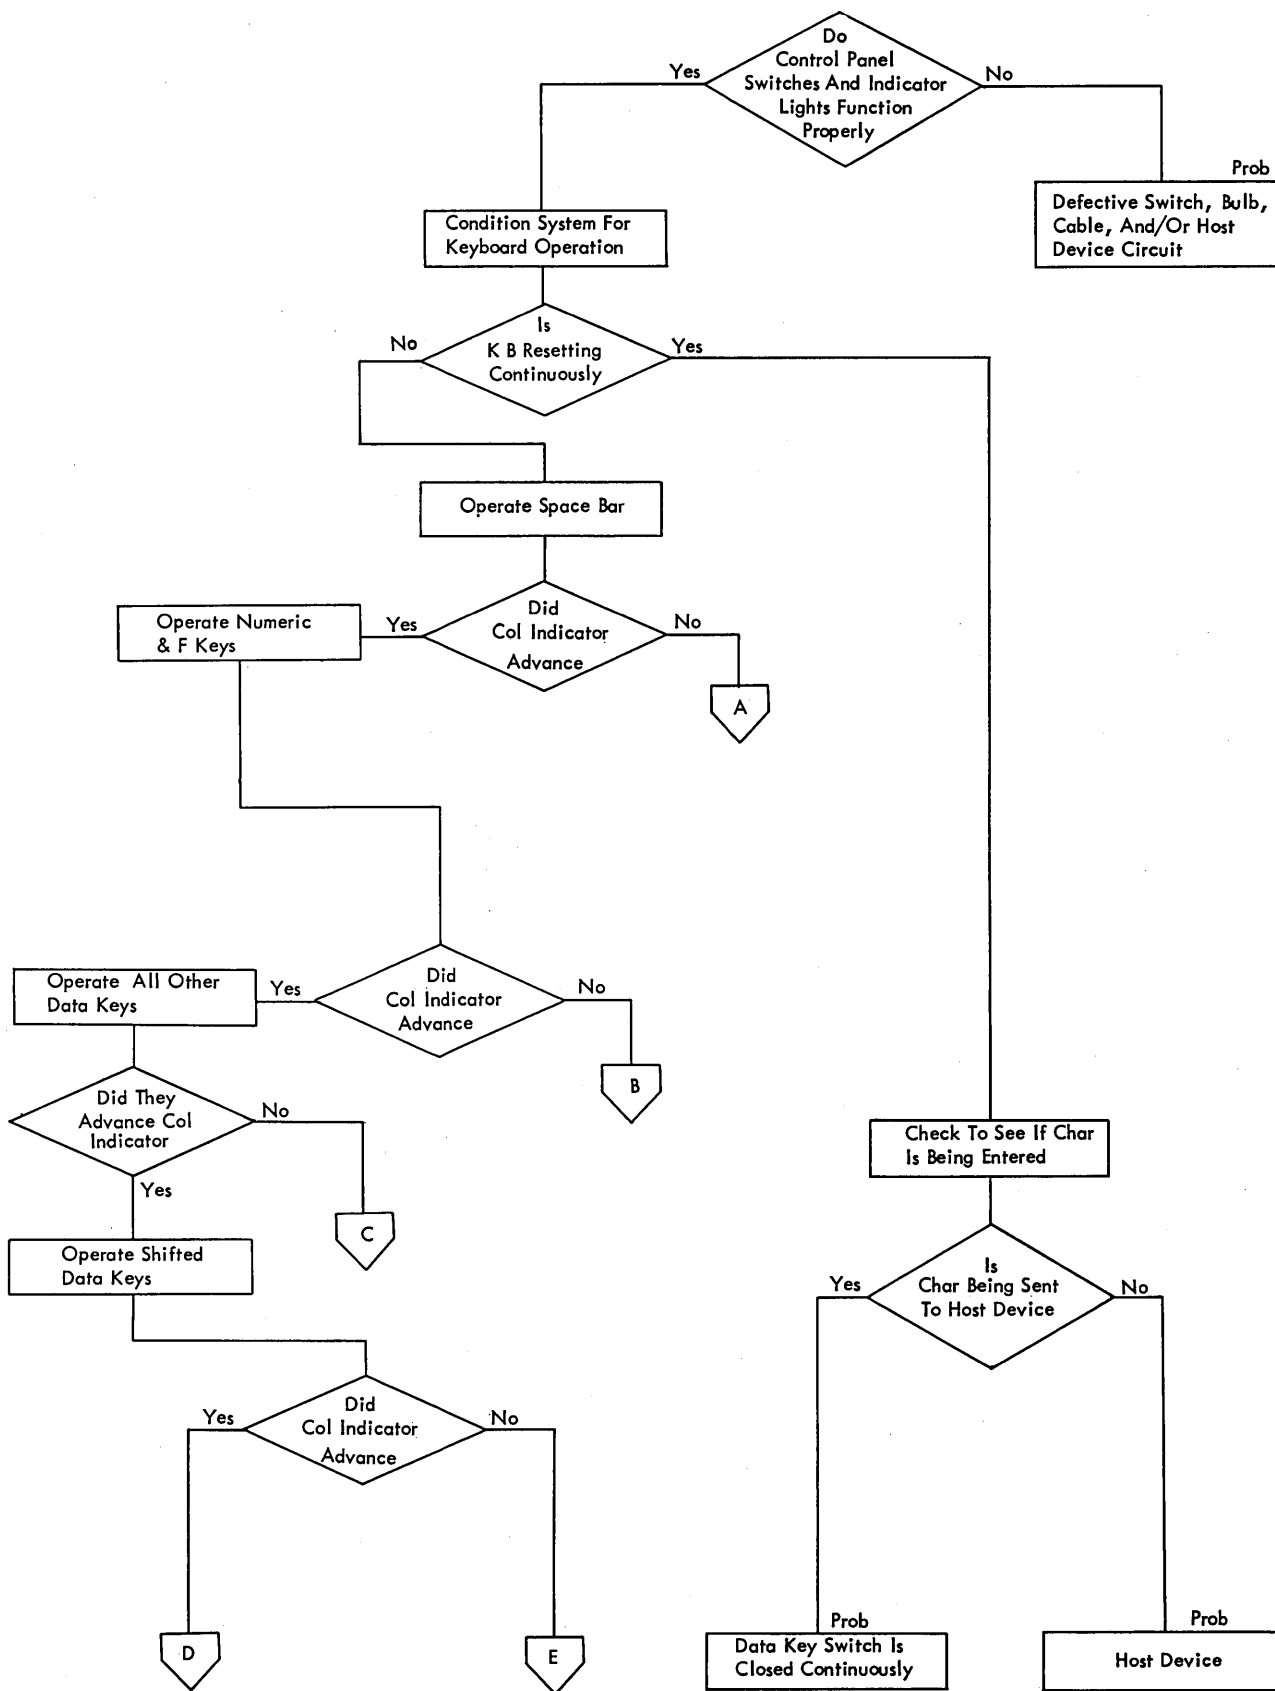 Do
Control Panel
Switches And Indicator
Lights Function
Properly
Yes
No
Prob
Defective Switch, Bulb,
Cable, And/Or Host
Device Circuit
Condition System For
Keyboard Operation
Is
K B Resetting
Continuously
No
Yes
Operate Space Bar
Did
Col Indicator
Advance
Yes
No
A
Operate Numeric
& F Keys
Did
Col Indicator
Advance
Yes
No
B
Operate All Other
Data Keys
Did They
Advance Col
Indicator
No
Yes
C
Check To See If Char
Is Being Entered
Operate Shifted
Data Keys
Is
Char Being Sent
To Host Device
Yes
No
Did
Col Indicator
Advance
Yes
No
D
E
Prob
Data Key Switch Is
Closed Continuously
Prob
Host Device